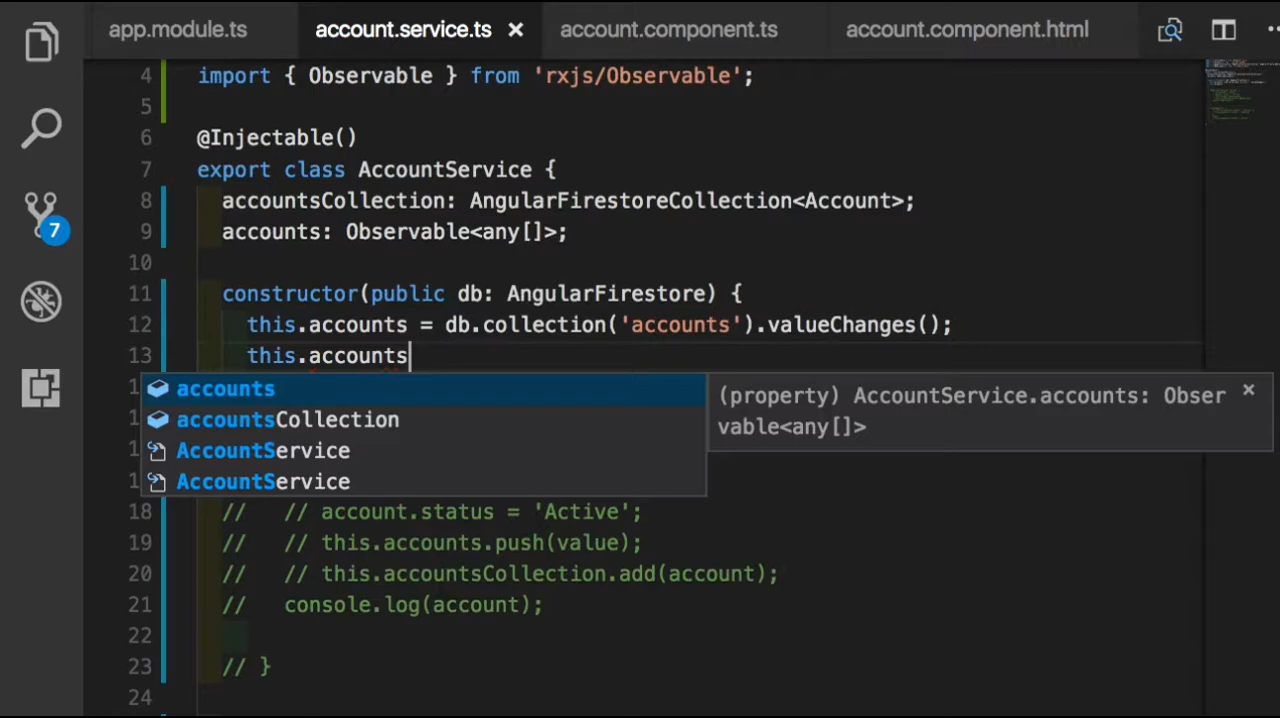 app.module.ts account.service.ts × account.component.ts account.component.html
4 import { Observable } from 'rxjs/Observable';
5
6 @Injectable()
7 export class AccountService {
8 accountsCollection: AngularFirestoreCollection<Account>;
9 accounts: Observable<any[]>;
10
11 constructor(public db: AngularFirestore) {
12 this.accounts = db.collection('accounts').valueChanges();
13 this.accounts
1 accounts
1 accountsCollection
1 AccountService
1 AccountService
(property) AccountService.accounts: Obser ×
vable<any[]>
18 // // account.status = 'Active';
19 // // this.accounts.push(value);
20 // // this.accountsCollection.add(account);
21 // console.log(account);
22
23 // }
24
7